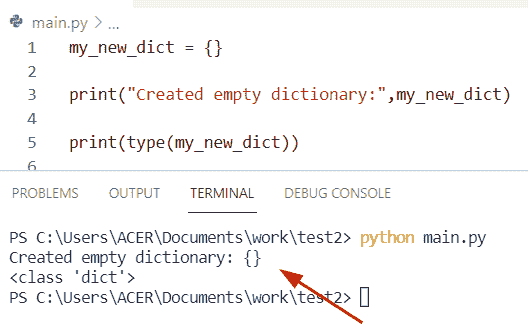 main.py > ...
1 my_new_dict = {}
2
3 print("Created empty dictionary:",my_new_dict)
4
5 print(type(my_new_dict))
6
PROBLEMS OUTPUT TERMINAL DEBUG CONSOLE
PS C:\Users\ACER\Documents\work\test2> python main.py
Created empty dictionary: {}
<class 'dict'>
PS C:\Users\ACER\Documents\work\test2>